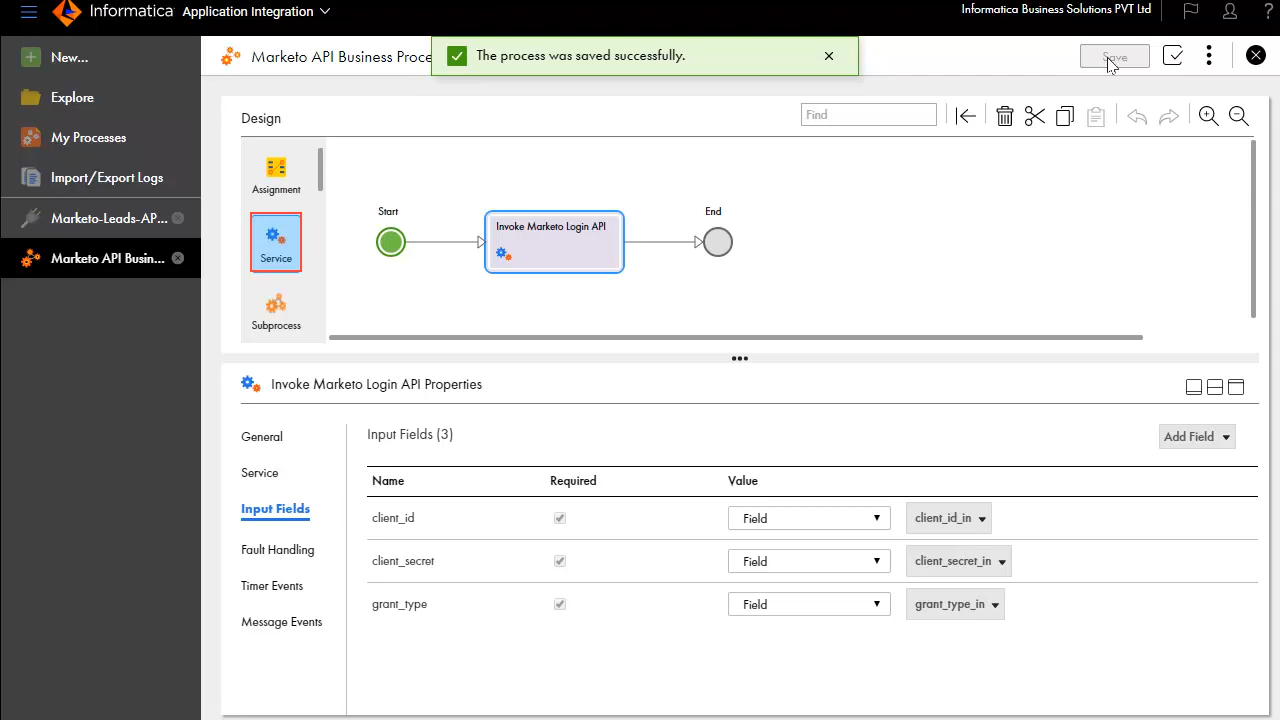 Informatica Application Integration
Informatica Business Solutions PVT Ltd
?
New...
Explore
My Processes
Import/Export Logs
Marketo-Leads-AP...
Marketo API Busin...
Marketo API Business Proce
The process was saved successfully.
Save
Design
Find
Assignment
Service
Subprocess
Start
Invoke Marketo Login API
End
Invoke Marketo Login API Properties
General
Service
Input Fields
Fault Handling
Timer Events
Message Events
Input Fields (3)
Add Field
Name Required Value
client_id Field client_id_in
client_secret Field client_secret_in
grant_type Field grant_type_in